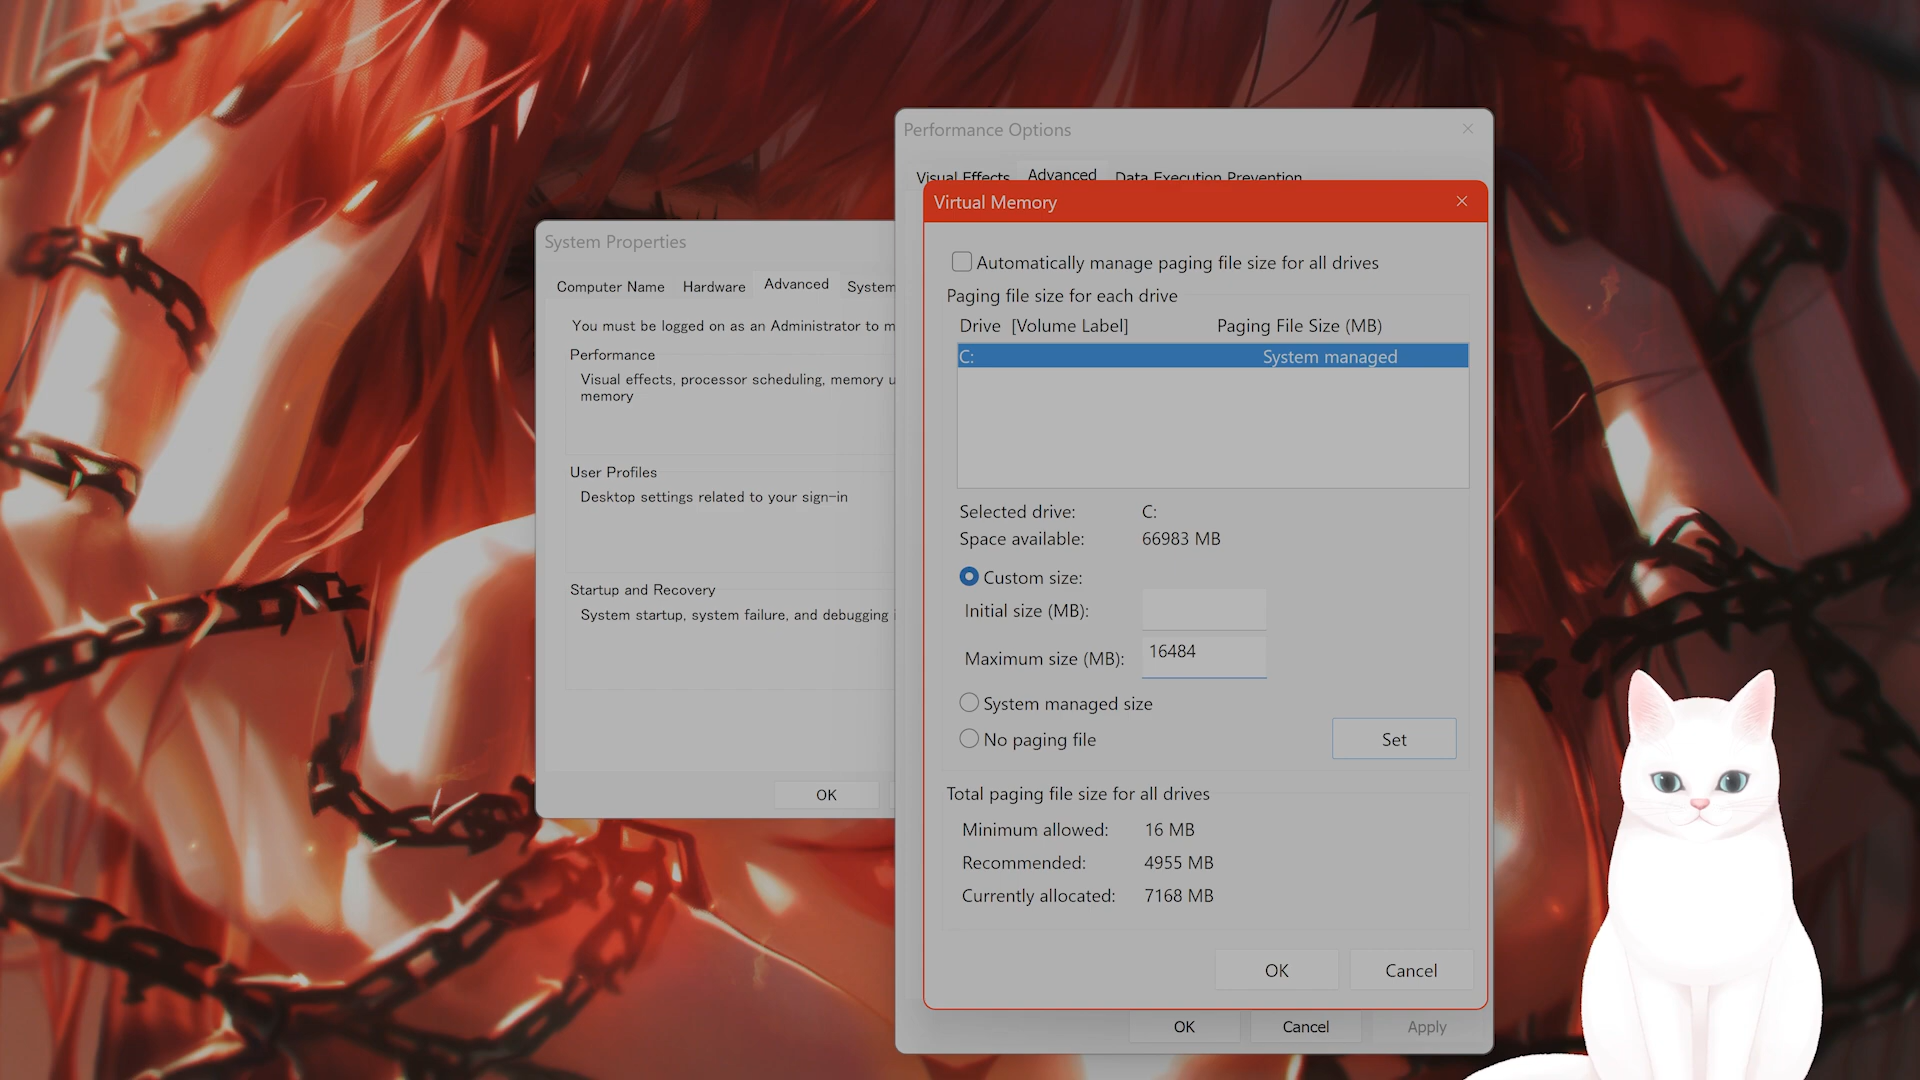 Performance Options
Visual Effects Advanced Data Execution Prevention
System Properties
Computer Name Hardware Advanced System
You must be logged on as an Administrator to m
Performance
Visual effects, processor scheduling, memory u
memory
User Profiles
Desktop settings related to your sign-in
Startup and Recovery
System startup, system failure, and debugging i
OK
Virtual Memory
Automatically manage paging file size for all drives
Paging file size for each drive
Drive [Volume Label] Paging File Size (MB)
C: System managed
Selected drive: C:
Space available: 66983 MB
Custom size:
Initial size (MB):
Maximum size (MB): 16484
System managed size
No paging file
Set
Total paging file size for all drives
Minimum allowed: 16 MB
Recommended: 4955 MB
Currently allocated: 7168 MB
OK Cancel
OK Cancel Apply